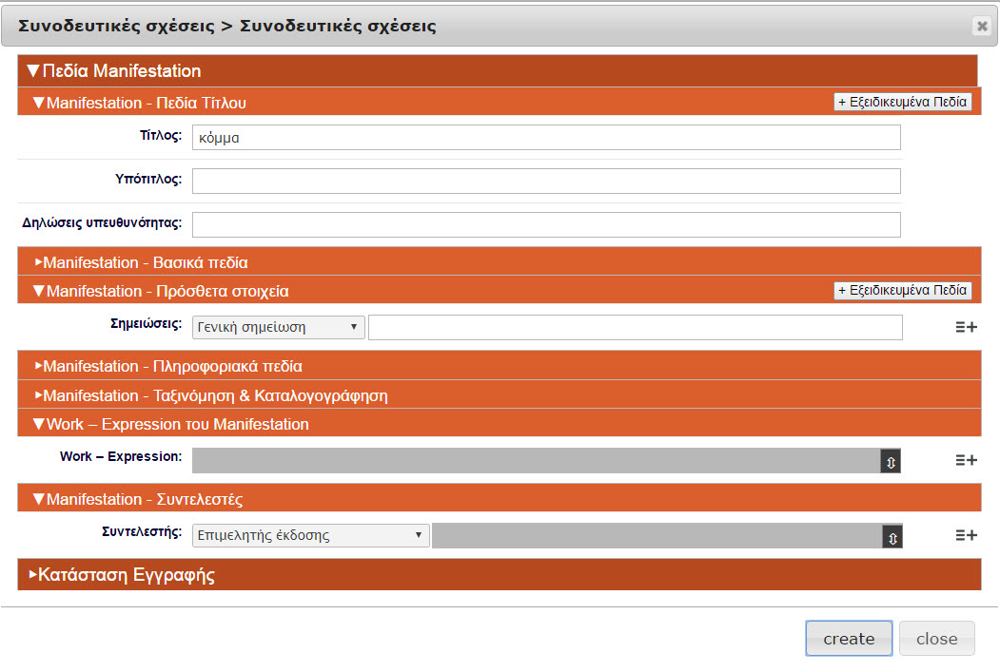 Συνοδευτικές σχέσεις > Συνοδευτικές σχέσεις
▼Πεδία Manifestation
▼Manifestation - Πεδία Τίτλου + Εξειδικευμένα Πεδία
Τίτλος: κόμμα
Υπότιτλος:
Δηλώσεις υπευθυνότητας:
▸Manifestation - Βασικά πεδία
▼Manifestation - Πρόσθετα στοιχεία + Εξειδικευμένα Πεδία
Σημειώσεις: Γενική σημείωση
▸Manifestation - Πληροφοριακά πεδία
▸Manifestation - Ταξινόμηση & Καταλογογράφηση
▼Work – Expression του Manifestation
Work – Expression:
▼Manifestation - Συντελεστές
Συντελεστής: Επιμελητής έκδοσης
▸Κατάσταση Εγγραφής
create close